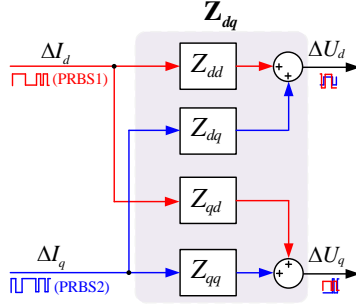 Z_dq
ΔI_d
(PRBS1)
Z_dd
+
+
ΔU_d
Z_dq
Z_qd
ΔI_q
(PRBS2)
Z_qq
+
+
ΔU_q